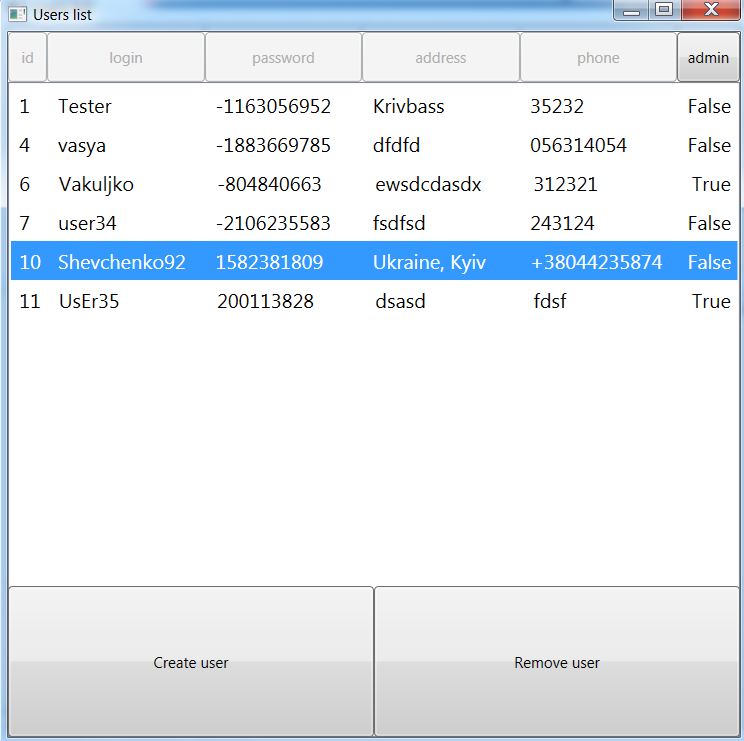 Users list
id login password address phone admin
1 Tester -1163056952 Krivbass 35232 False
4 vasya -1883669785 dfdfd 056314054 False
6 Vakuljko -804840663 ewsdcdasdx 312321 True
7 user34 -2106235583 fsdfsd 243124 False
10 Shevchenko92 1582381809 Ukraine, Kyiv +38044235874 False
11 UsEr35 200113828 dsasd fdsf True
Create user Remove user